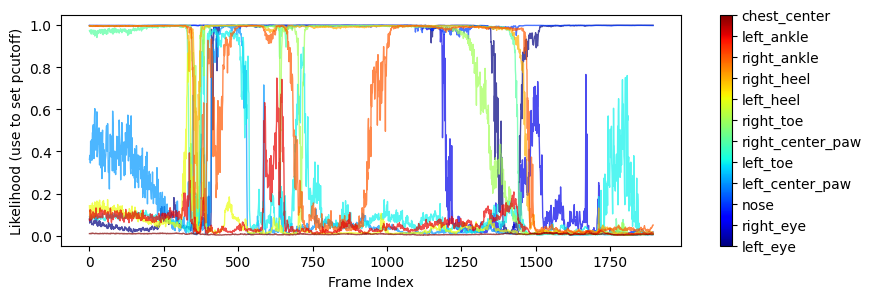 Likelihood (use to set pcutoff)
1.0
0.8
0.6
0.4
0.2
0.0
0
250
500
750
1000
1250
1500
1750
Frame Index
chest_center
left_ankle
right_ankle
right_heel
left_heel
right_toe
right_center_paw
left_toe
left_center_paw
nose
right_eye
left_eye